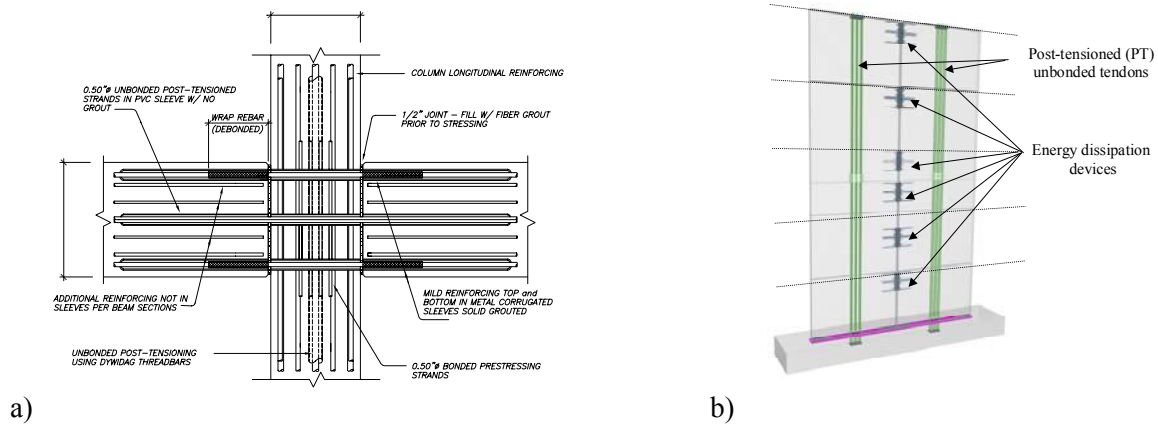 COLUMN LONGITUDINAL REINFORCING
0.50"ø UNBONDED POST-TENSIONED
STRANDS IN PVC SLEEVE W/ NO
GROUT
WRAP REBAR
(DEBONDED)
1/2" JOINT – FILL W/ FIBER GROUT
PRIOR TO STRESSING
ADDITIONAL REINFORCING NOT IN
SLEEVES PER BEAM SECTIONS
MILD REINFORCING TOP and
BOTTOM IN METAL CORRUGATED
SLEEVES SOLID GROUTED
UNBONDED POST-TENSIONING
USING DYWIDAG THREADBARS
0.50"ø BONDED PRESTRESSING
STRANDS
a)
Post-tensioned (PT)
unbonded tendons
Energy dissipation
devices
b)